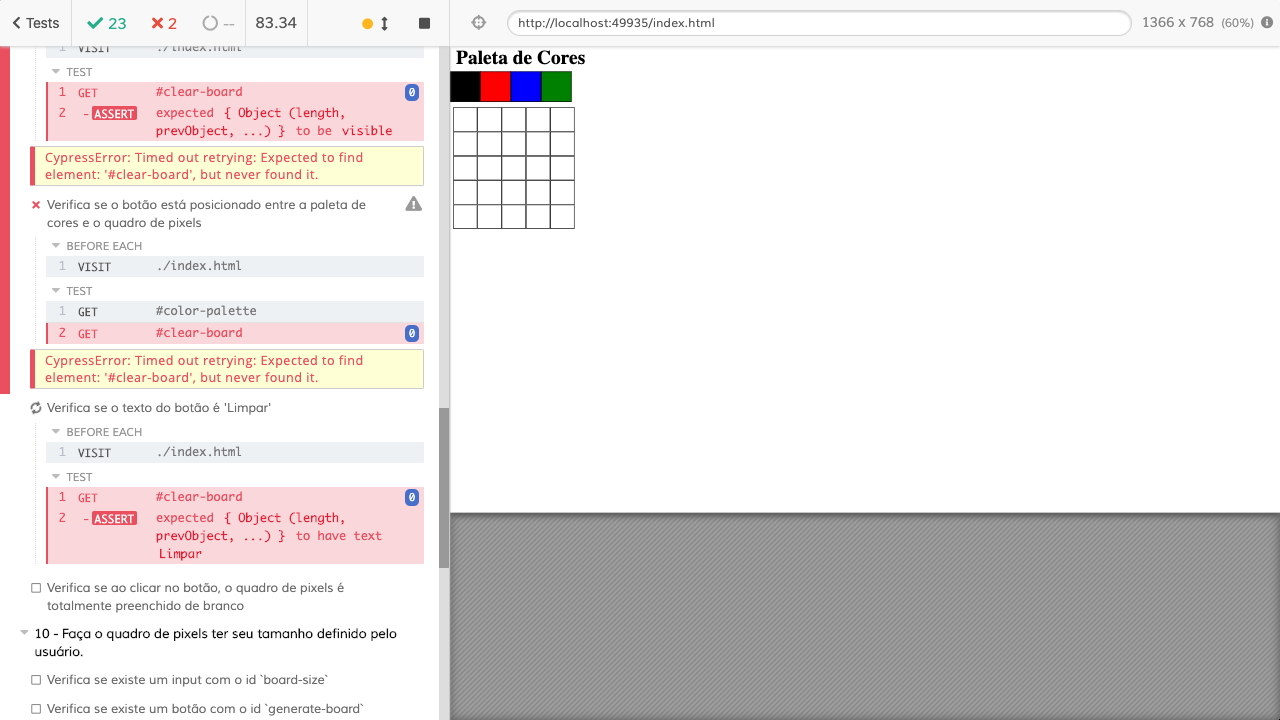 Tests 23 2 -- 83.34 http://localhost:49935/index.html 1366 x 768 (60%)
1 VISIT ./index.html
TEST
1 GET #clear-board 0
2 - ASSERT expected { Object (length,
prevObject, ...) } to be visible
CypressError: Timed out retrying: Expected to find
element: '#clear-board', but never found it.
Verifica se o botão está posicionado entre a paleta de
cores e o quadro de pixels
BEFORE EACH
1 VISIT ./index.html
TEST
1 GET #color-palette
2 GET #clear-board 0
CypressError: Timed out retrying: Expected to find
element: '#clear-board', but never found it.
Verifica se o texto do botão é 'Limpar'
BEFORE EACH
1 VISIT ./index.html
TEST
1 GET #clear-board 0
2 - ASSERT expected { Object (length,
prevObject, ...) } to have text
Limpar
Verifica se ao clicar no botão, o quadro de pixels é
totalmente preenchido de branco
10 - Faça o quadro de pixels ter seu tamanho definido pelo
usuário.
Verifica se existe um input com o id `board-size`
Verifica se existe um botão com o id `generate-board`
Paleta de Cores